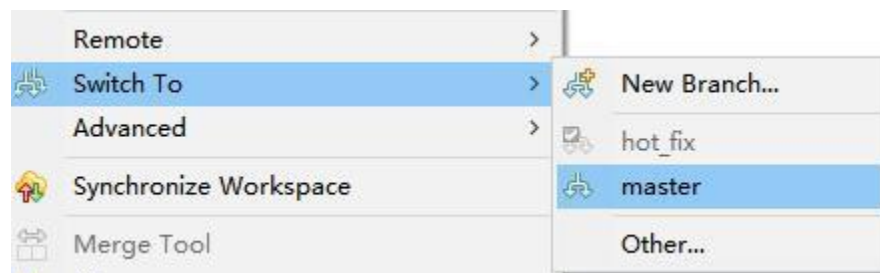 Remote
Switch To
Advanced
Synchronize Workspace
Merge Tool
New Branch...
hot_fix
master
Other...